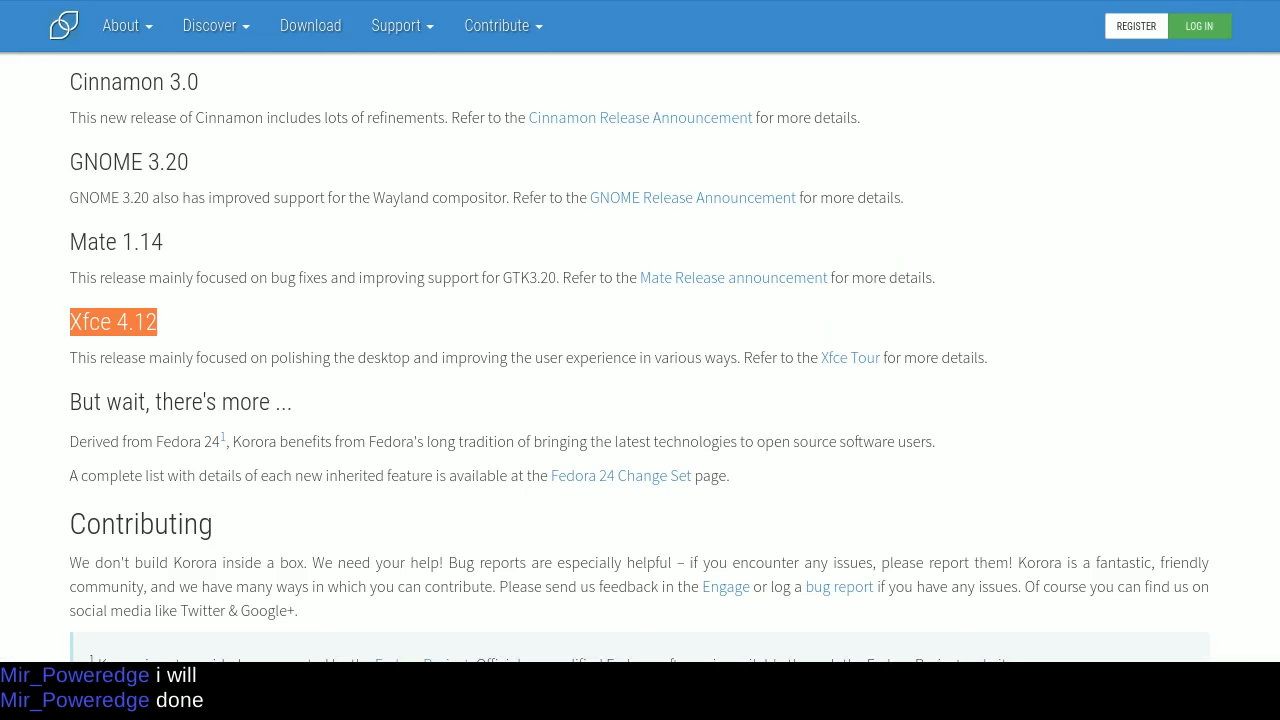 About Discover Download Support Contribute REGISTER LOG IN
Cinnamon 3.0
This new release of Cinnamon includes lots of refinements. Refer to the Cinnamon Release Announcement for more details.
GNOME 3.20
GNOME 3.20 also has improved support for the Wayland compositor. Refer to the GNOME Release Announcement for more details.
Mate 1.14
This release mainly focused on bug fixes and improving support for GTK3.20. Refer to the Mate Release announcement for more details.
Xfce 4.12
This release mainly focused on polishing the desktop and improving the user experience in various ways. Refer to the Xfce Tour for more details.
But wait, there's more ...
Derived from Fedora 24¹, Korora benefits from Fedora's long tradition of bringing the latest technologies to open source software users.
A complete list with details of each new inherited feature is available at the Fedora 24 Change Set page.
Contributing
We don't build Korora inside a box. We need your help! Bug reports are especially helpful – if you encounter any issues, please report them! Korora is a fantastic, friendly
community, and we have many ways in which you can contribute. Please send us feedback in the Engage or log a bug report if you have any issues. Of course you can find us on
social media like Twitter & Google+.
Mir_Poweredge i will
Mir_Poweredge done